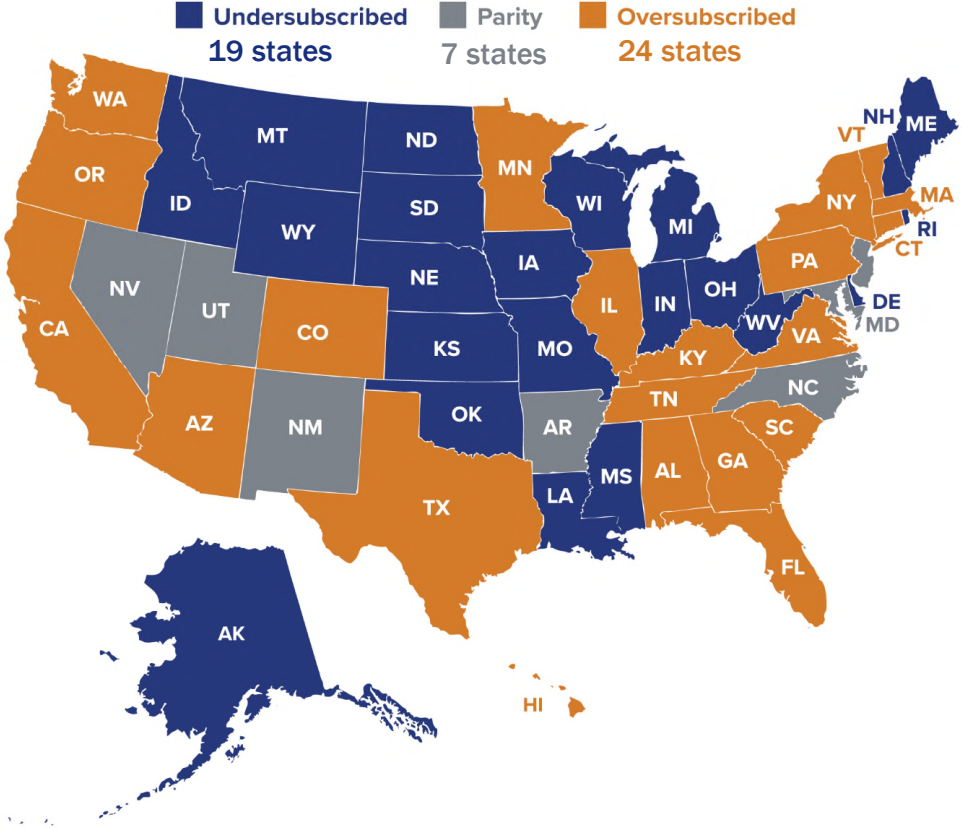 Undersubscribed Parity Oversubscribed
19 states 7 states 24 states
WA
MT
ND
MN
NH
ME
VT
OR
ID
SD
WI
MI
NY
MA
RI
CT
WY
NE
IA
PA
NV
UT
CO
IL
IN
OH
WV
DE
MD
CA
KS
MO
KY
VA
AZ
NM
OK
AR
TN
NC
SC
TX
LA
MS
AL
GA
FL
AK
HI